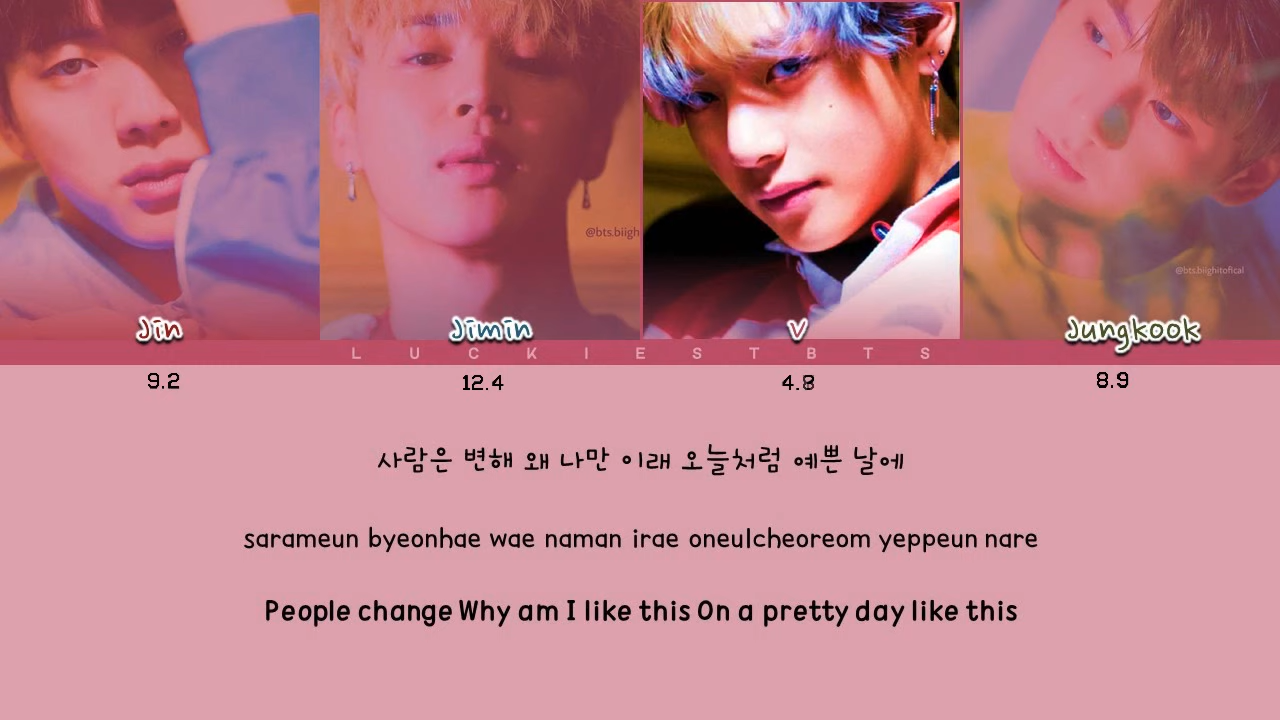 @bts.biigh
@bts.biighitofical
Jin
Jimin
V
Jungkook
L U C K I E S T B T S
9.2
12.4
4.8
8.9
사람은 변해 왜 나만 이래 오늘처럼 예쁜 날에
sarameun byeonhae wae naman irae oneulcheoreom yeppeun nare
People change Why am I like this On a pretty day like this